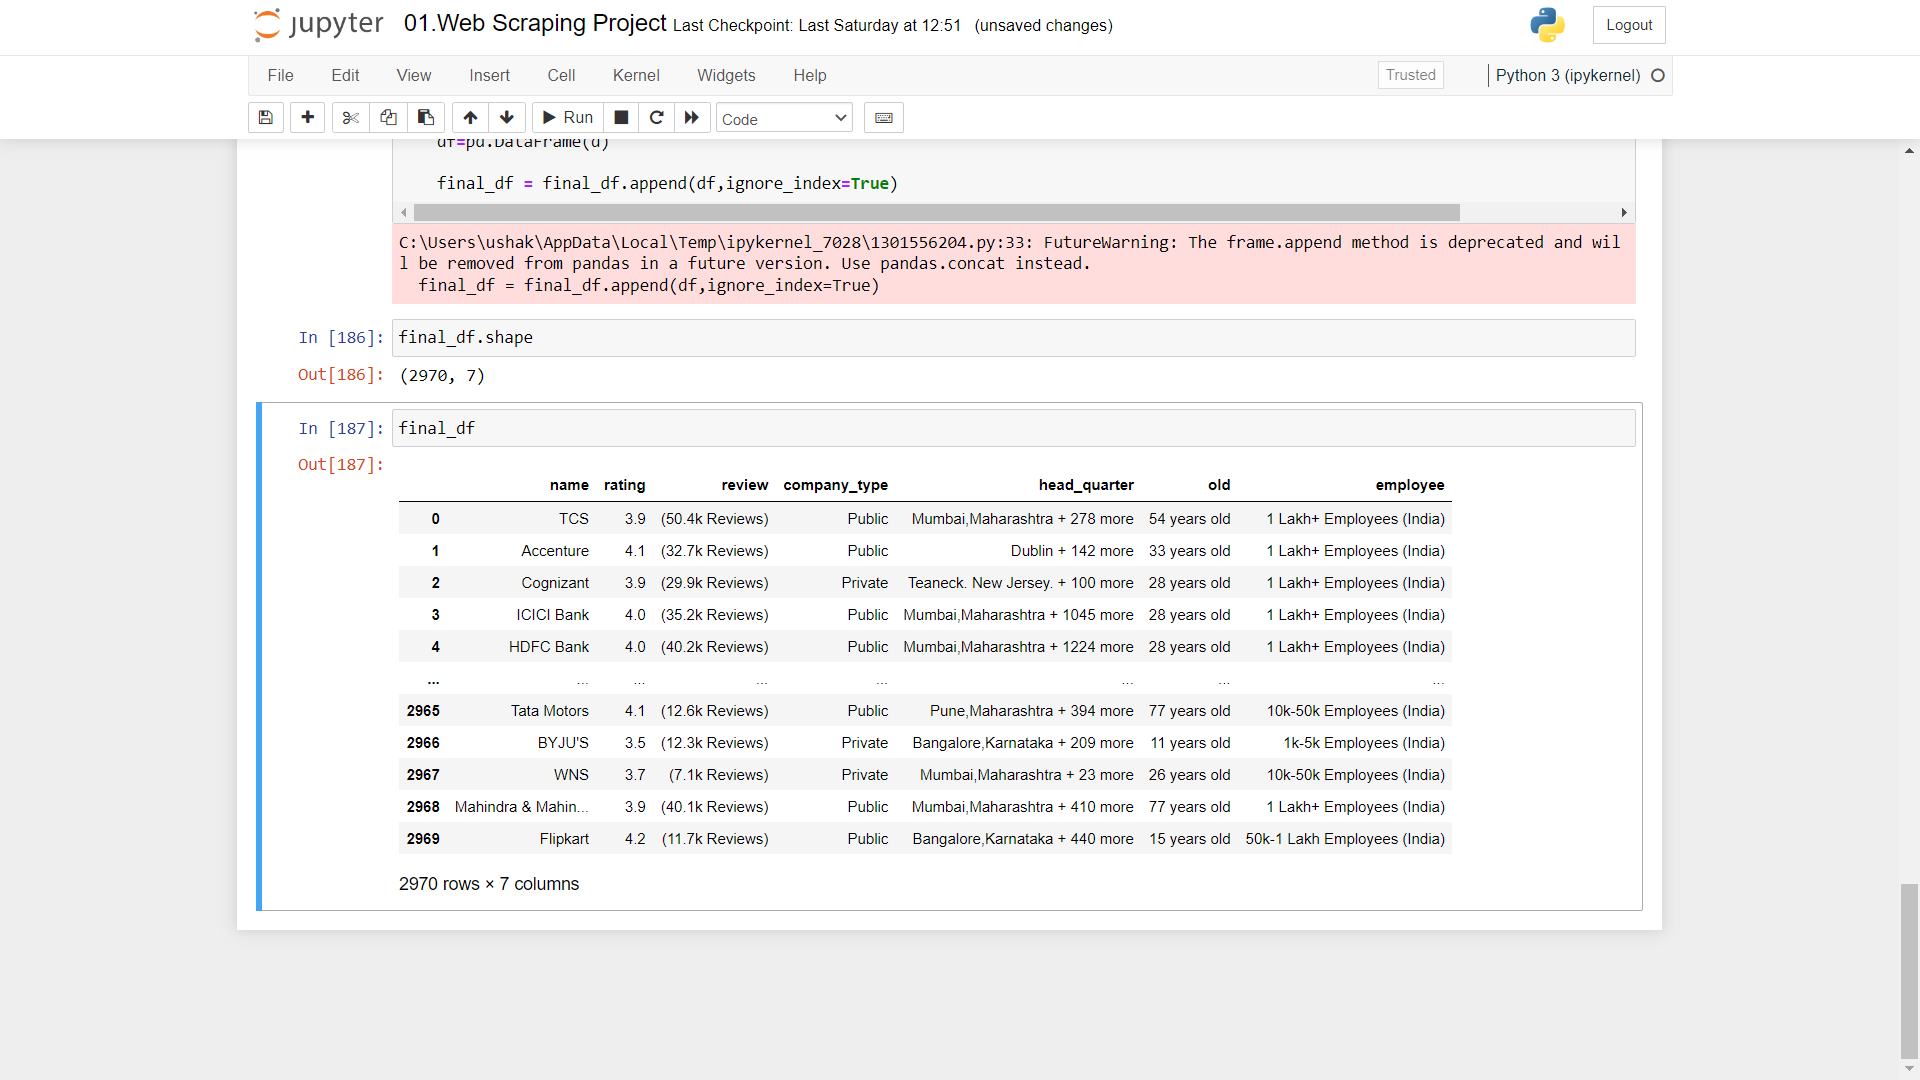 jupyter 01.Web Scraping Project Last Checkpoint: Last Saturday at 12:51 (unsaved changes) Logout
File Edit View Insert Cell Kernel Widgets Help Trusted Python 3 (ipykernel)
Run Code
df=pd.DataFrame(d)
final_df = final_df.append(df,ignore_index=True)
C:\Users\ushak\AppData\Local\Temp\ipykernel_7028\1301556204.py:33: FutureWarning: The frame.append method is deprecated and wil
l be removed from pandas in a future version. Use pandas.concat instead.
final_df = final_df.append(df,ignore_index=True)
In [186]: final_df.shape
Out[186]: (2970, 7)
In [187]: final_df
Out[187]:
name rating review company_type head_quarter old employee
0 TCS 3.9 (50.4k Reviews) Public Mumbai,Maharashtra + 278 more 54 years old 1 Lakh+ Employees (India)
1 Accenture 4.1 (32.7k Reviews) Public Dublin + 142 more 33 years old 1 Lakh+ Employees (India)
2 Cognizant 3.9 (29.9k Reviews) Private Teaneck. New Jersey. + 100 more 28 years old 1 Lakh+ Employees (India)
3 ICICI Bank 4.0 (35.2k Reviews) Public Mumbai,Maharashtra + 1045 more 28 years old 1 Lakh+ Employees (India)
4 HDFC Bank 4.0 (40.2k Reviews) Public Mumbai,Maharashtra + 1224 more 28 years old 1 Lakh+ Employees (India)
... ... ... ... ... ... ... ...
2965 Tata Motors 4.1 (12.6k Reviews) Public Pune,Maharashtra + 394 more 77 years old 10k-50k Employees (India)
2966 BYJU'S 3.5 (12.3k Reviews) Private Bangalore,Karnataka + 209 more 11 years old 1k-5k Employees (India)
2967 WNS 3.7 (7.1k Reviews) Private Mumbai,Maharashtra + 23 more 26 years old 10k-50k Employees (India)
2968 Mahindra & Mahin... 3.9 (40.1k Reviews) Public Mumbai,Maharashtra + 410 more 77 years old 1 Lakh+ Employees (India)
2969 Flipkart 4.2 (11.7k Reviews) Public Bangalore,Karnataka + 440 more 15 years old 50k-1 Lakh Employees (India)
2970 rows × 7 columns